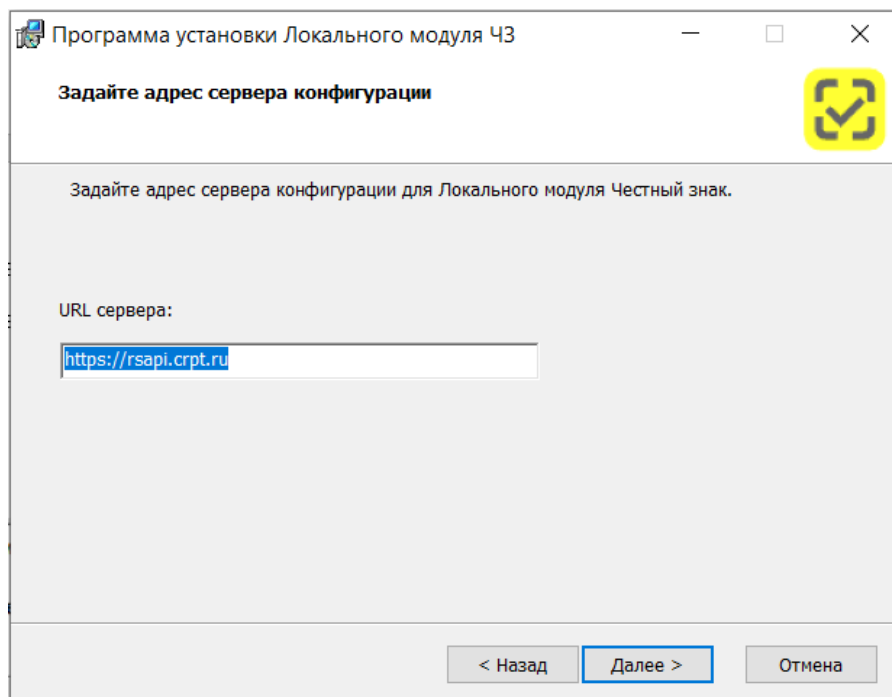 Программа установки Локального модуля ЧЗ
Задайте адрес сервера конфигурации
Задайте адрес сервера конфигурации для Локального модуля Честный знак.
URL сервера:
https://rsapi.crpt.ru
< Назад
Далее >
Отмена